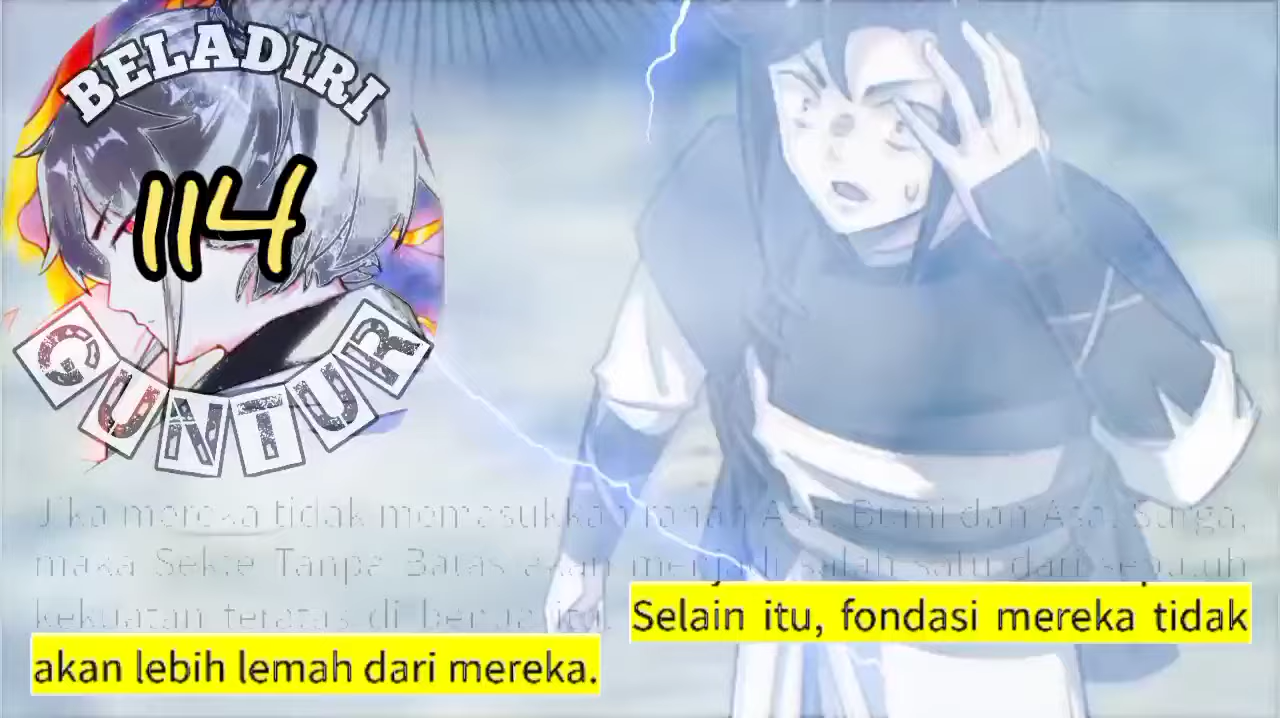 BELADIRI
114
GUNTUR
Jika mereka tidak memasukkan ranah Asal Bumi dan Asal Surga,
maka Sekte Tanpa Batas akan menjadi salah satu dari sepuluh
kekuatan teratas di benua itu. Selain itu, fondasi mereka tidak
akan lebih lemah dari mereka.